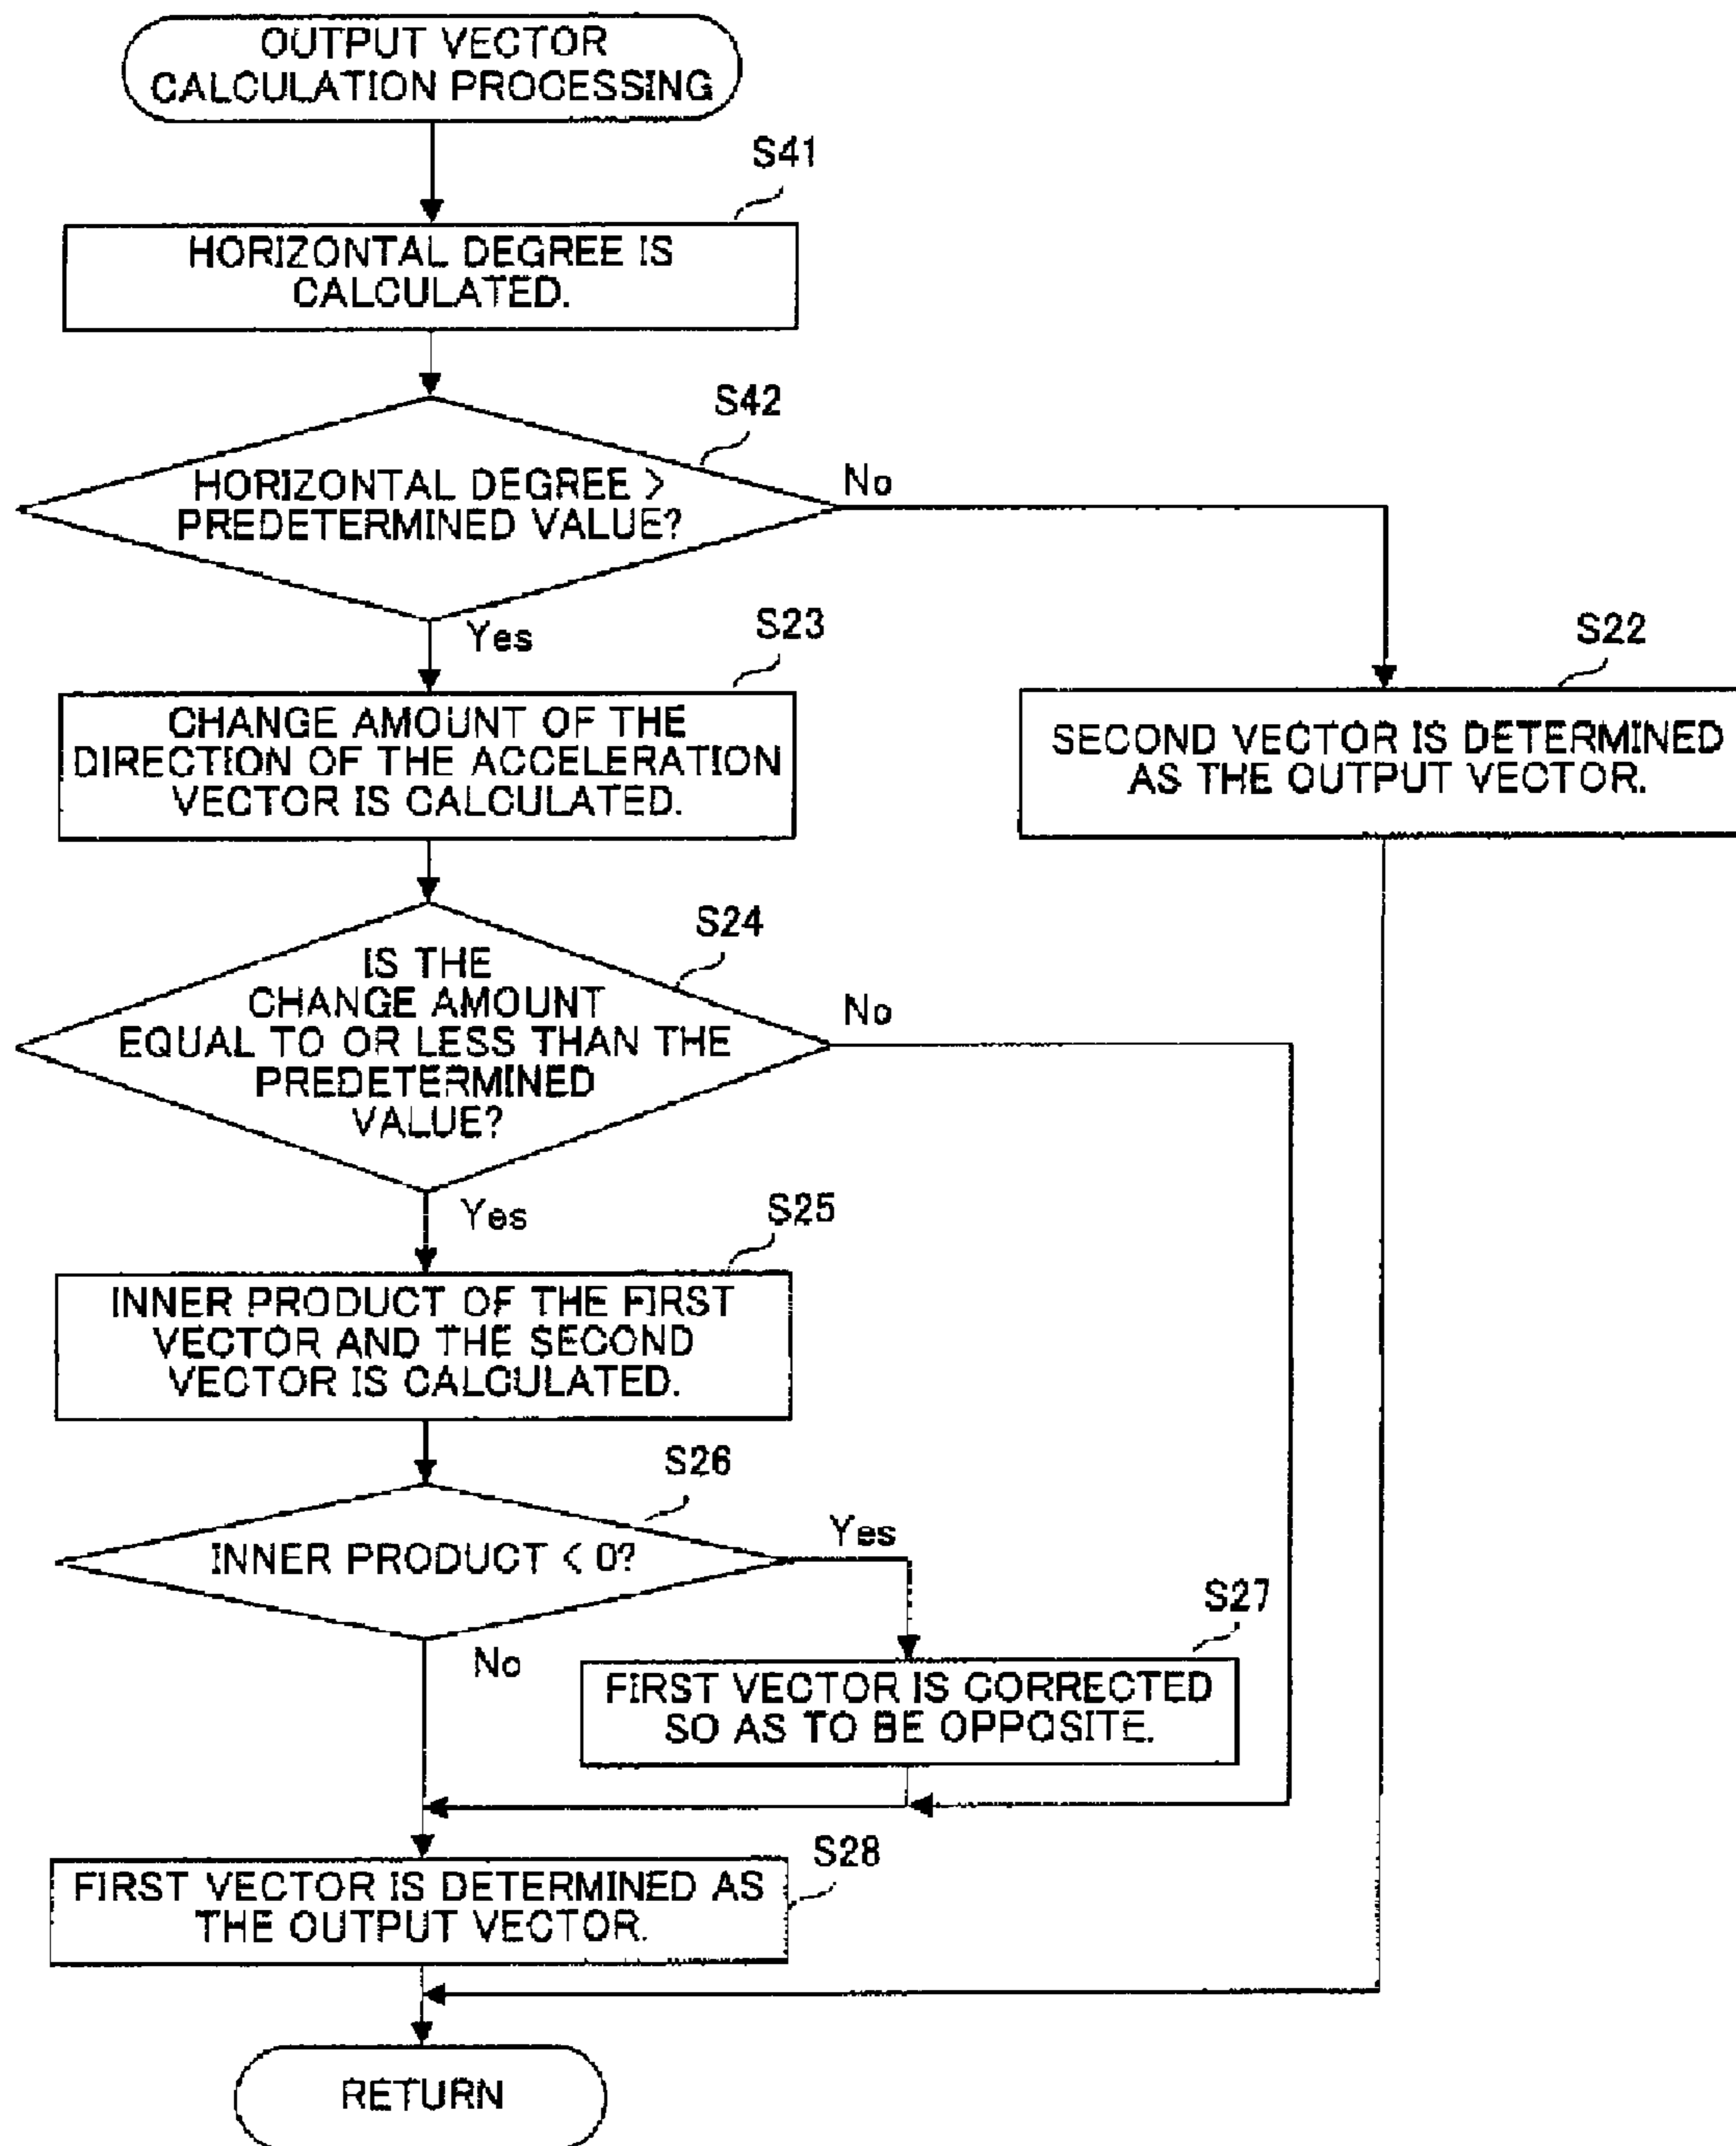 OUTPUT VECTOR
CALCULATION PROCESSING
S41
HORIZONTAL DEGREE IS
CALCULATED.
S42
HORIZONTAL DEGREE >
PREDETERMINED VALUE?
No
Yes
S23
CHANGE AMOUNT OF THE
DIRECTION OF THE ACCELERATION
VECTOR IS CALCULATED.
S22
SECOND VECTOR IS DETERMINED
AS THE OUTPUT VECTOR.
S24
IS THE
CHANGE AMOUNT
EQUAL TO OR LESS THAN THE
PREDETERMINED
VALUE?
No
Yes
S25
INNER PRODUCT OF THE FIRST
VECTOR AND THE SECOND
VECTOR IS CALCULATED.
S26
INNER PRODUCT < 0?
Yes
No
S27
FIRST VECTOR IS CORRECTED
SO AS TO BE OPPOSITE.
S28
FIRST VECTOR IS DETERMINED AS
THE OUTPUT VECTOR.
RETURN